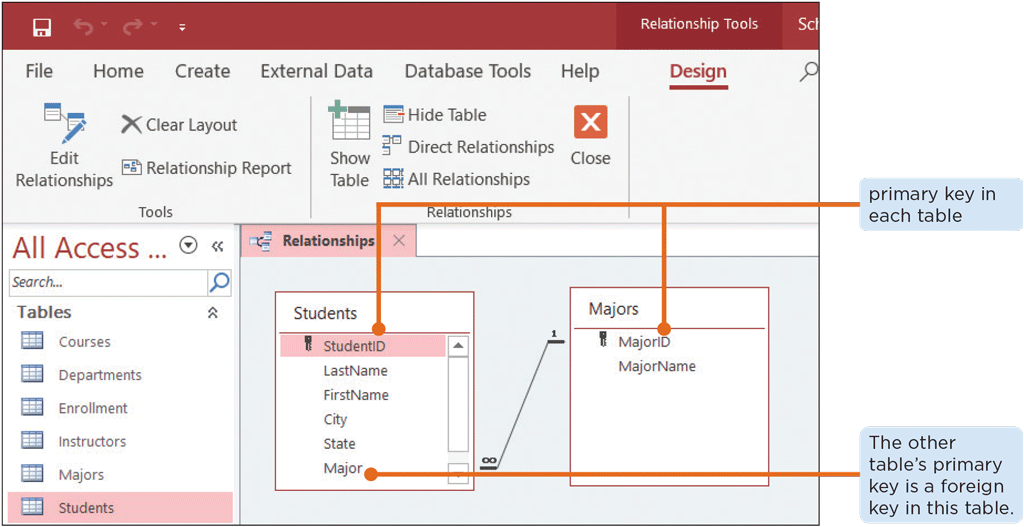 Relationship Tools
Sch
File Home Create External Data Database Tools Help Design
Edit Relationships
Clear Layout
Relationship Report
Tools
Show Table
Hide Table
Direct Relationships
All Relationships
Close
Relationships
primary key in
each table
All Access ...
Relationships
Search...
Tables
Courses
Departments
Enrollment
Instructors
Majors
Students
Students
StudentID
LastName
FirstName
City
State
Major
1
∞
Majors
MajorID
MajorName
The other
table's primary
key is a foreign
key in this table.